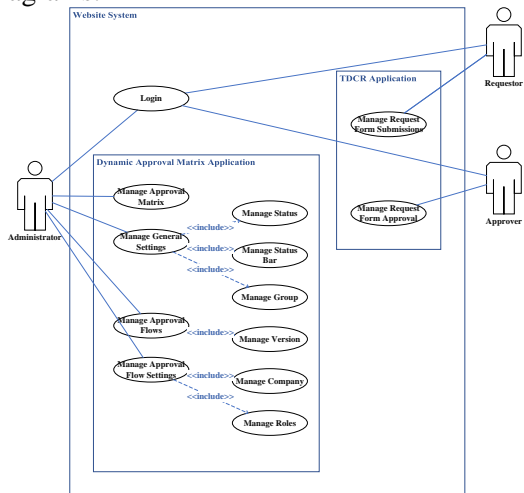 Website System
Requestor
TDCR Application
Login
Manage Request
Form Submissions
Dynamic Approval Matrix Application
Manage Approval
Matrix
Manage Status
Manage Request
Form Approval
Approver
Administrator
<<include>>
Manage General
Settings
<<include>>
Manage Status
Bar
<<include>>
Manage Group
Manage Approval
Flows
<<include>>
Manage Version
Manage Approval
Flow Settings
<<include>>
Manage Company
<<include>>
Manage Roles